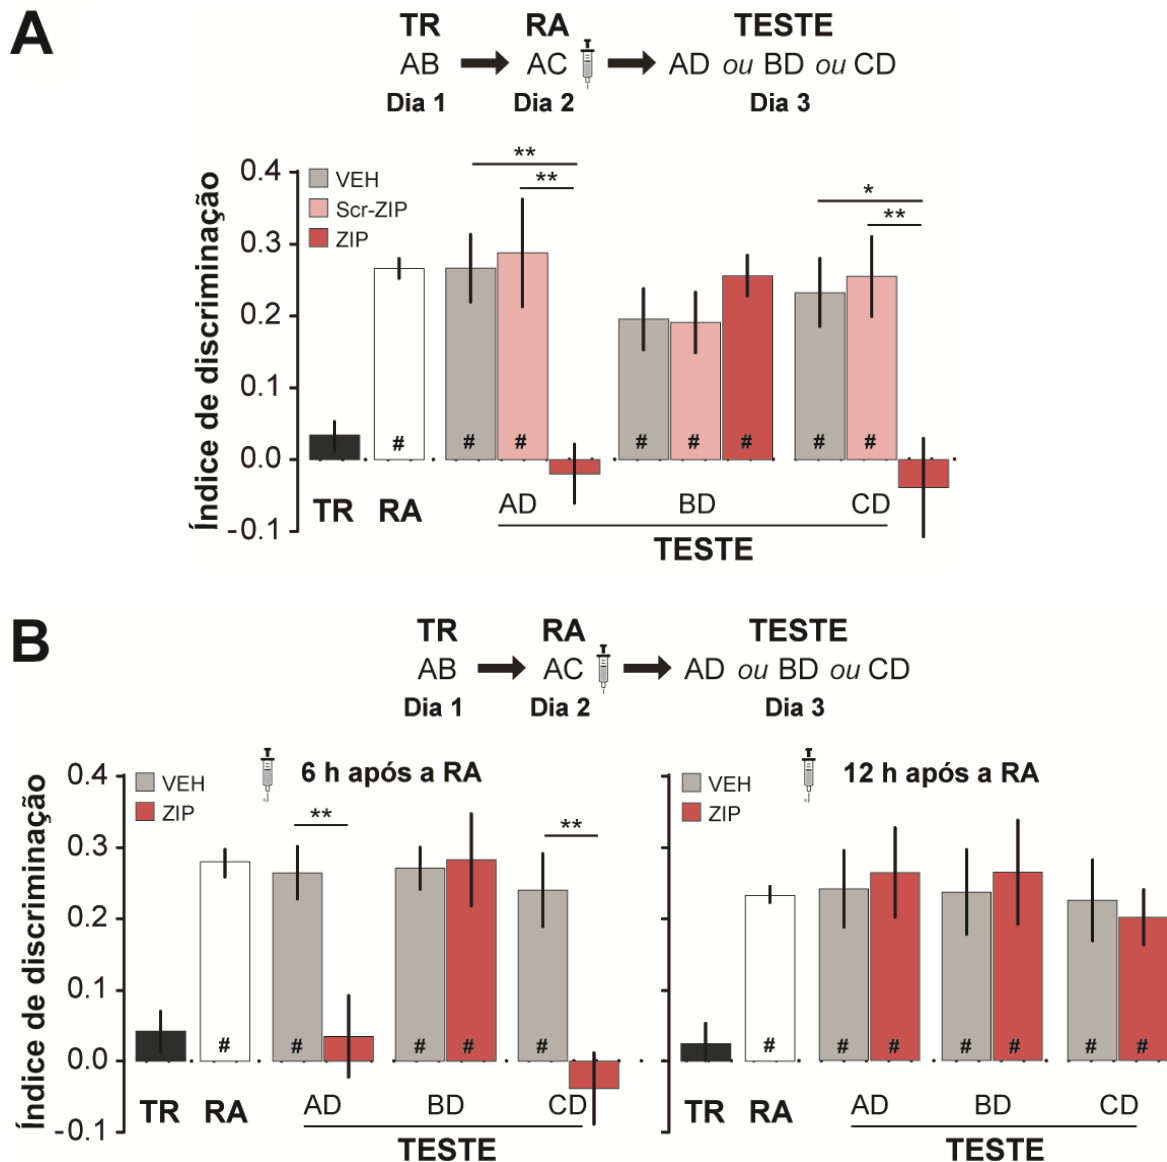 A
TR RA TESTE
AB AC AD ou BD ou CD
Dia 1 Dia 2 Dia 3
Índice de discriminação
0.4
0.3
0.2
0.1
0.0
-0.1
VEH
Scr-ZIP
ZIP
** ** * **
# # # # # # # #
TR RA AD BD CD
TESTE
B
TR RA TESTE
AB AC AD ou BD ou CD
Dia 1 Dia 2 Dia 3
6 h após a RA
Índice de discriminação
0.4
0.3
0.2
0.1
0.0
-0.1
VEH
ZIP
** **
# # # # #
TR RA AD BD CD
TESTE
12 h após a RA
VEH
ZIP
# # # # # # #
TR RA AD BD CD
TESTE